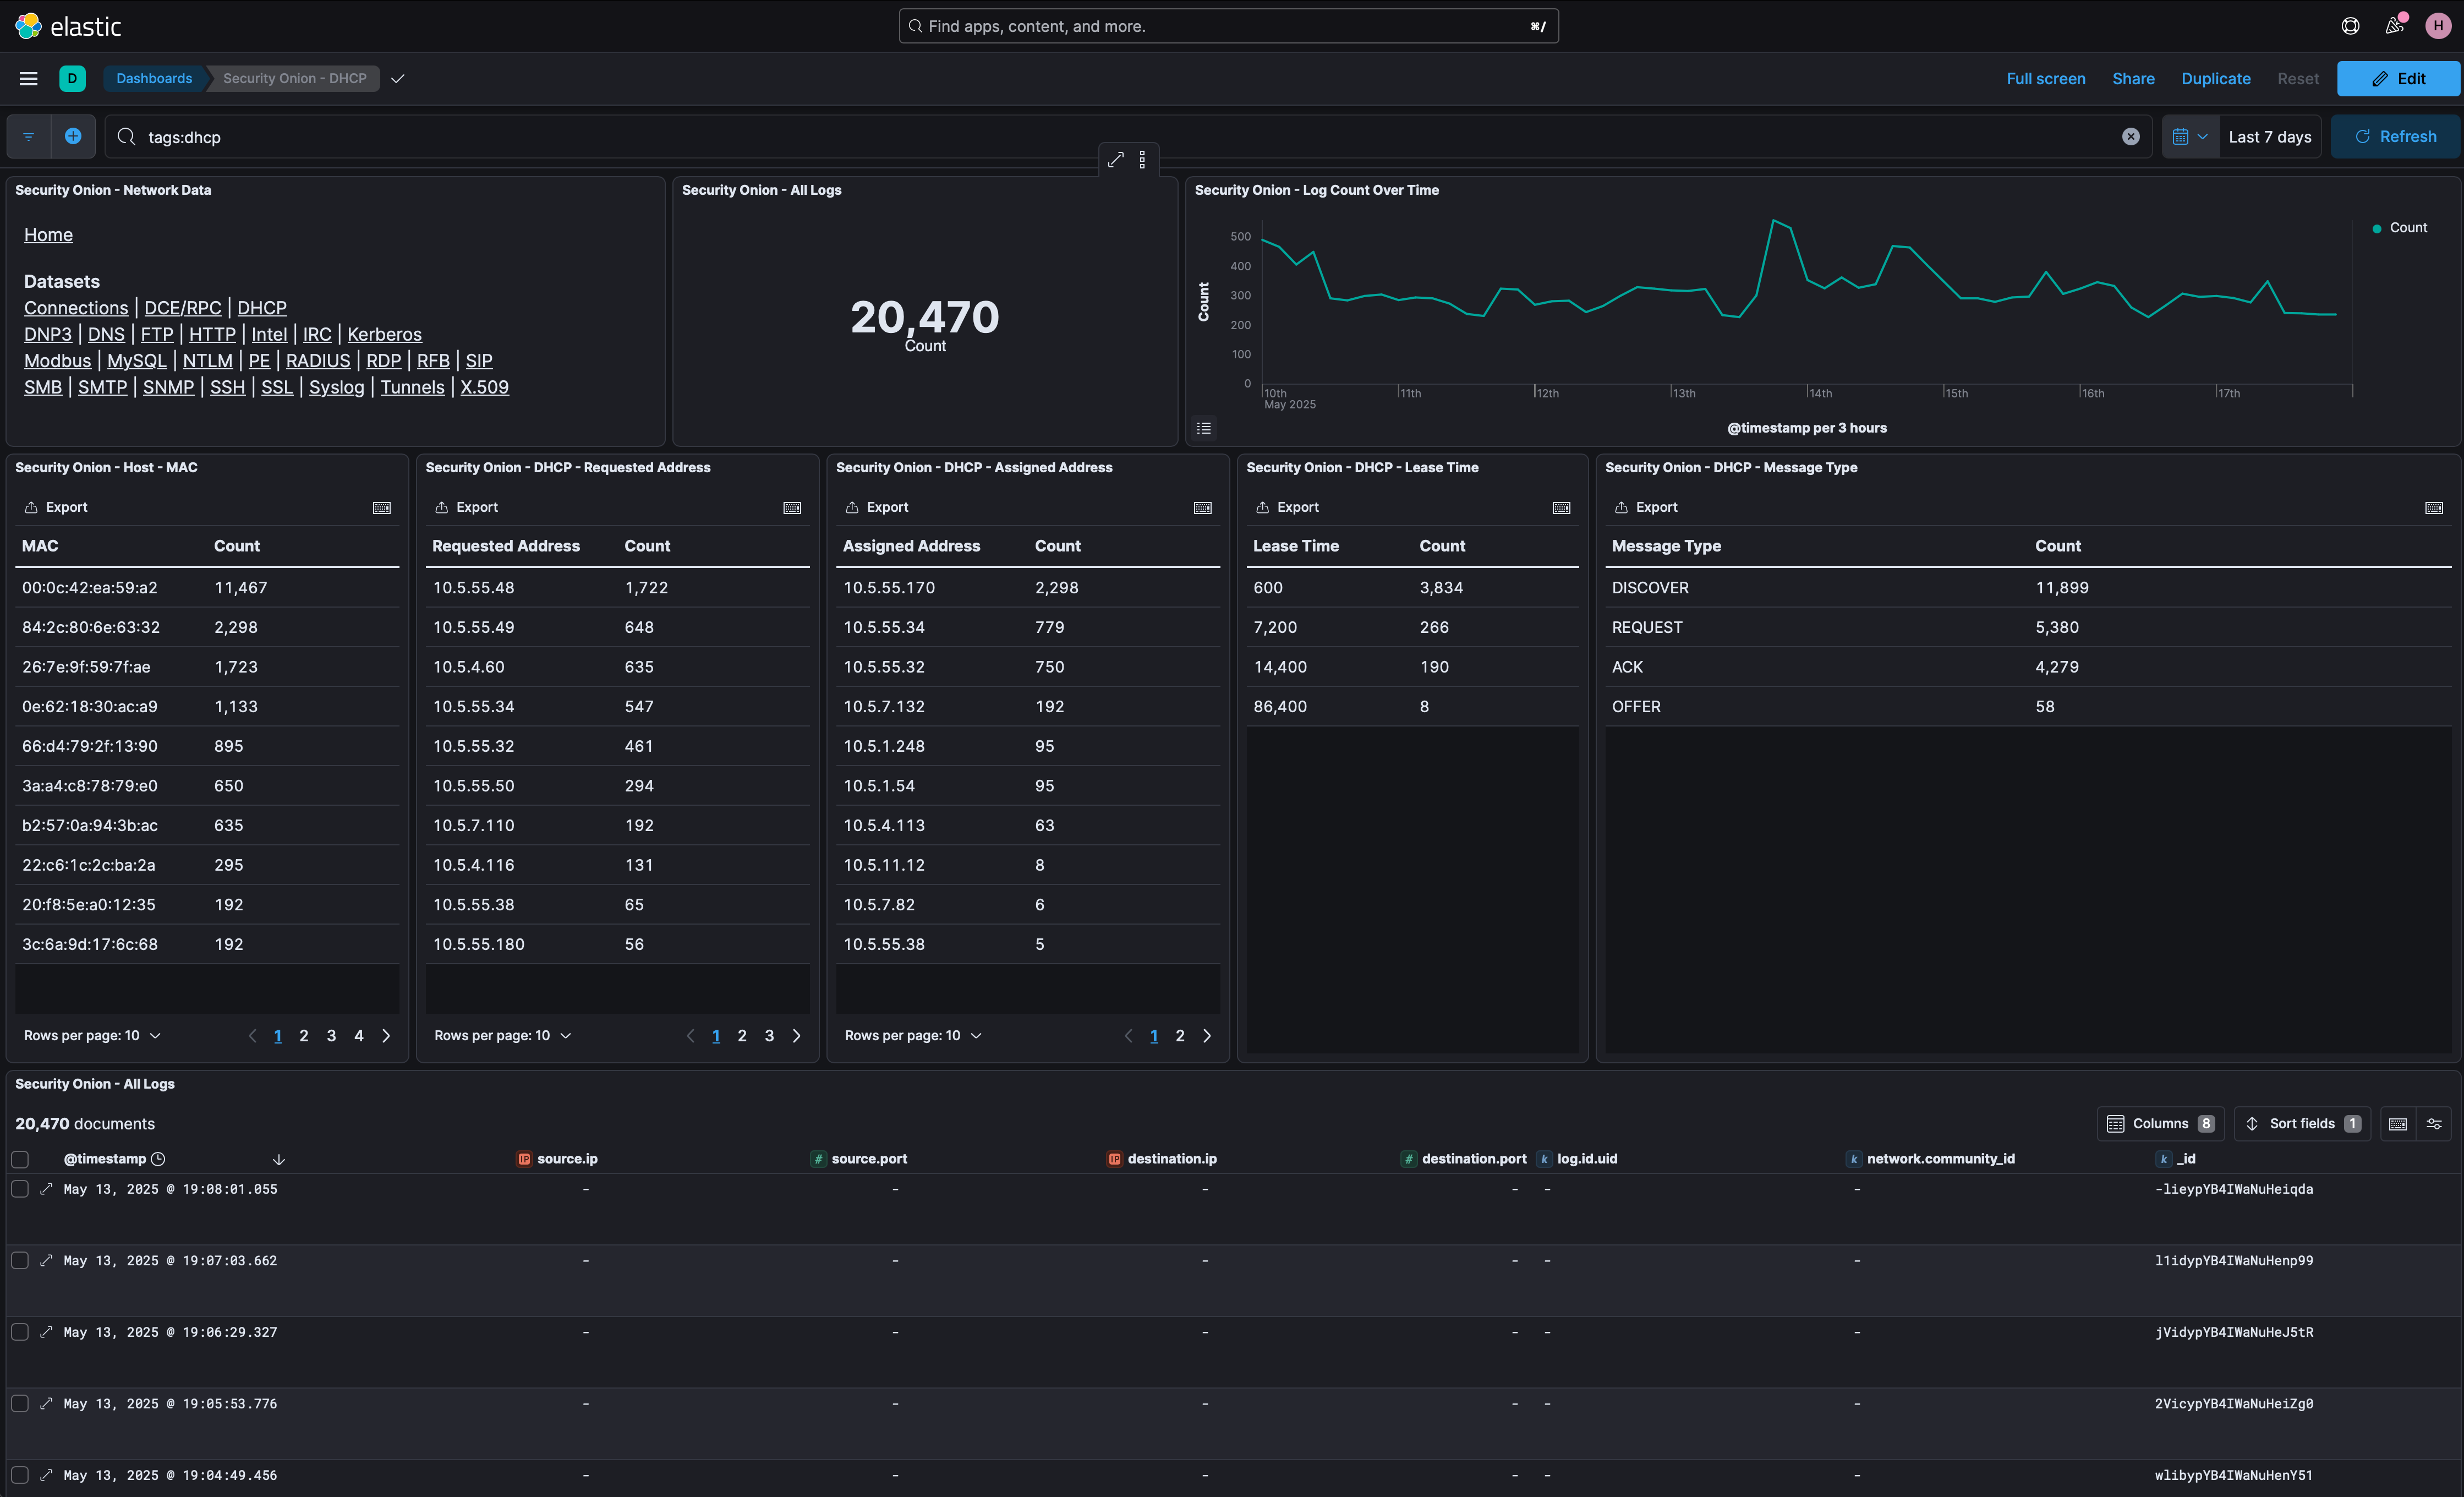 elastic
Find apps, content, and more.
⌘/
H
D
Dashboards
Security Onion - DHCP
Full screen
Share
Duplicate
Reset
Edit
tags:dhcp
Last 7 days
Refresh
Security Onion - Network Data
Home
Datasets
Connections | DCE/RPC | DHCP
DNP3 | DNS | FTP | HTTP | Intel | IRC | Kerberos
Modbus | MySQL | NTLM | PE | RADIUS | RDP | RFB | SIP
SMB | SMTP | SNMP | SSH | SSL | Syslog | Tunnels | X.509
Security Onion - All Logs
20,470
Count
Security Onion - Log Count Over Time
Count
500
400
300
200
100
0
Count
10th
May 2025
11th
12th
13th
14th
15th
16th
17th
@timestamp per 3 hours
Security Onion - Host - MAC
Export
MAC Count
00:0c:42:ea:59:a2 11,467
84:2c:80:6e:63:32 2,298
26:7e:9f:59:7f:ae 1,723
0e:62:18:30:ac:a9 1,133
66:d4:79:2f:13:90 895
3a:a4:c8:78:79:e0 650
b2:57:0a:94:3b:ac 635
22:c6:1c:2c:ba:2a 295
20:f8:5e:a0:12:35 192
3c:6a:9d:17:6c:68 192
Rows per page: 10
1 2 3 4
Security Onion - DHCP - Requested Address
Export
Requested Address Count
10.5.55.48 1,722
10.5.55.49 648
10.5.4.60 635
10.5.55.34 547
10.5.55.32 461
10.5.55.50 294
10.5.7.110 192
10.5.4.116 131
10.5.55.38 65
10.5.55.180 56
Rows per page: 10
1 2 3
Security Onion - DHCP - Assigned Address
Export
Assigned Address Count
10.5.55.170 2,298
10.5.55.34 779
10.5.55.32 750
10.5.7.132 192
10.5.1.248 95
10.5.1.54 95
10.5.4.113 63
10.5.11.12 8
10.5.7.82 6
10.5.55.38 5
Rows per page: 10
1 2
Security Onion - DHCP - Lease Time
Export
Lease Time Count
600 3,834
7,200 266
14,400 190
86,400 8
Security Onion - DHCP - Message Type
Export
Message Type Count
DISCOVER 11,899
REQUEST 5,380
ACK 4,279
OFFER 58
Security Onion - All Logs
20,470 documents
Columns 8
Sort fields 1
@timestamp IP source.ip # source.port IP destination.ip # destination.port k log.id.uid k network.community_id k _id
May 13, 2025 @ 19:08:01.055 - - - - - - -lieypYB4IWaNuHeiqda
May 13, 2025 @ 19:07:03.662 - - - - - - l1idypYB4IWaNuHenp99
May 13, 2025 @ 19:06:29.327 - - - - - - jVidypYB4IWaNuHeJ5tR
May 13, 2025 @ 19:05:53.776 - - - - - - 2VicypYB4IWaNuHeiZg0
May 13, 2025 @ 19:04:49.456 - - - - - - wlibypYB4IWaNuHenY51